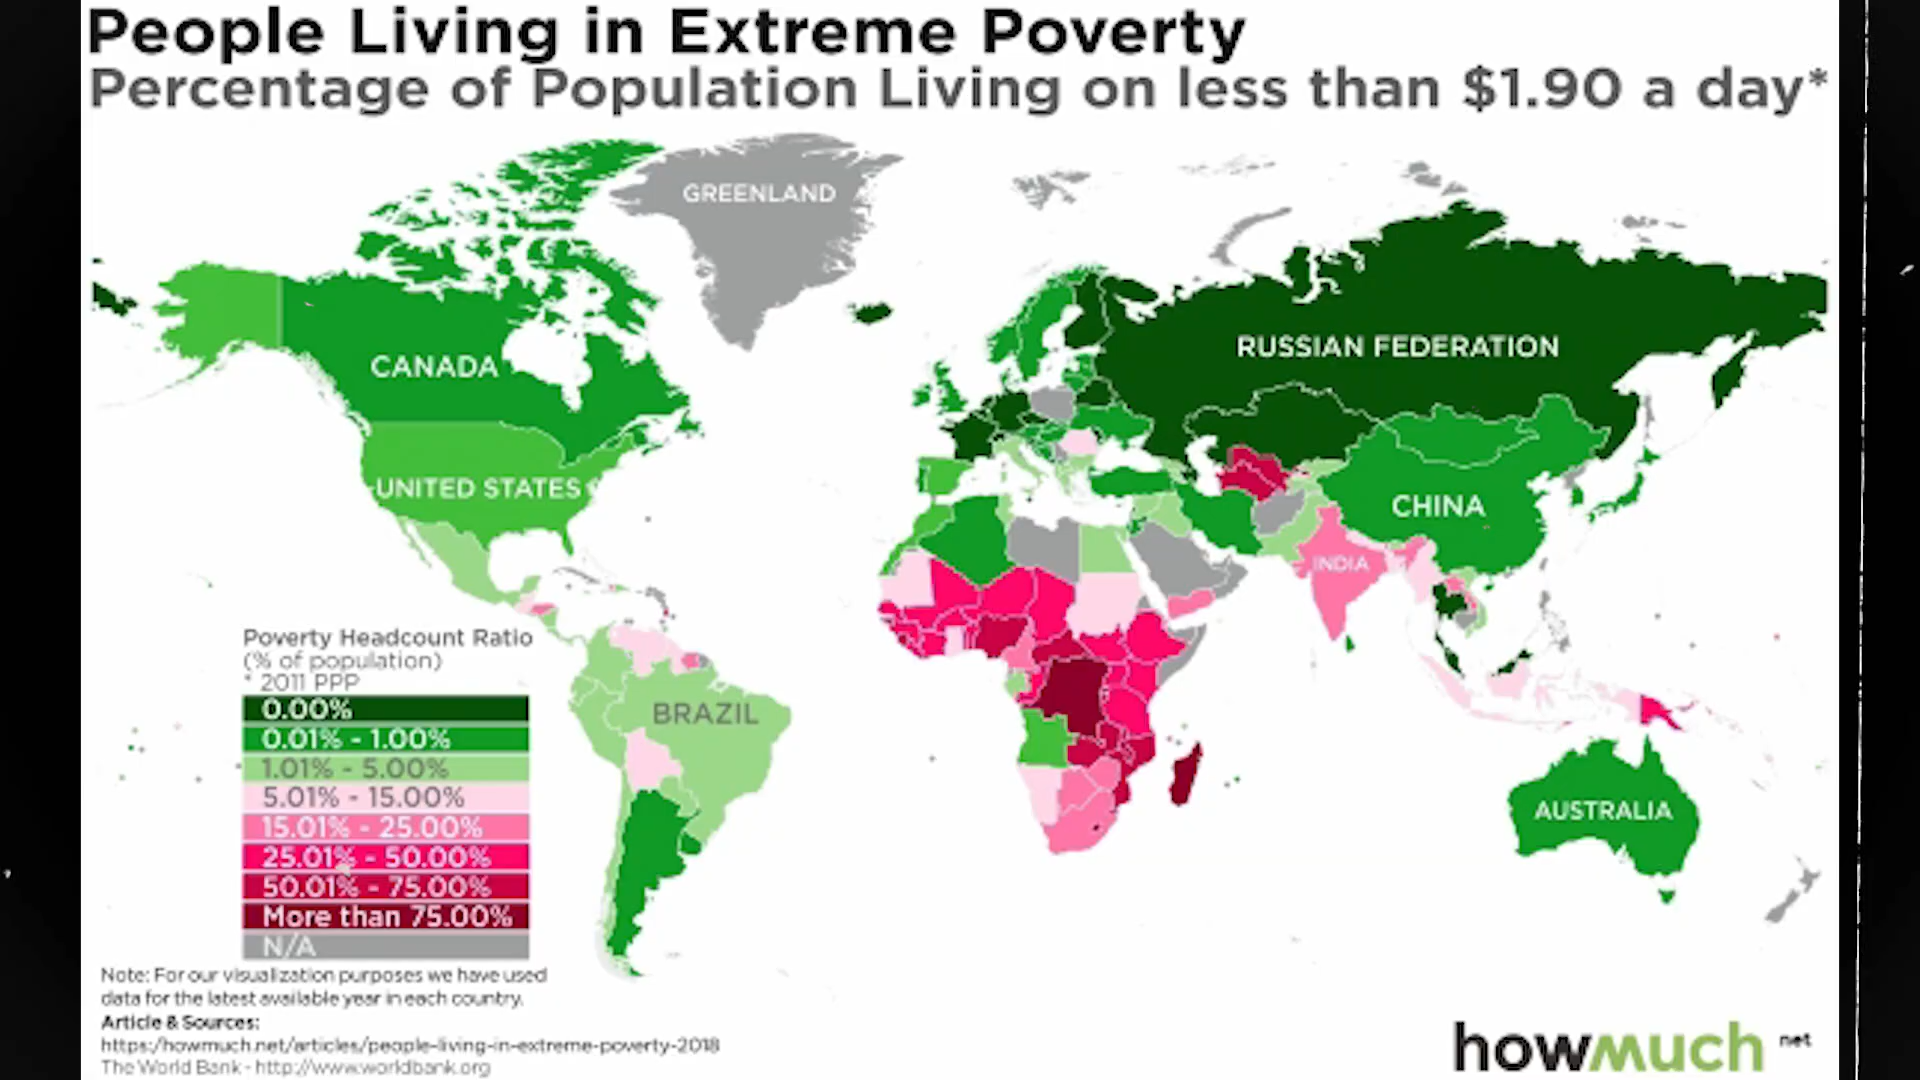 People Living in Extreme Poverty
Percentage of Population Living on less than $1.90 a day*
GREENLAND
CANADA
RUSSIAN FEDERATION
UNITED STATES
CHINA
INDIA
BRAZIL
AUSTRALIA
Poverty Headcount Ratio
(% of population)
* 2011 PPP
0.00%
0.01% - 1.00%
1.01% - 5.00%
5.01% - 15.00%
15.01% - 25.00%
25.01% - 50.00%
50.01% - 75.00%
More than 75.00%
N/A
Note: For our visualization purposes we have used
data for the latest available year in each country.
Article & Sources:
https:/howmuch.net/articles/people-living-in-extreme-poverty-2018
The World Bank - http://www.worldbank.org
howmuch net